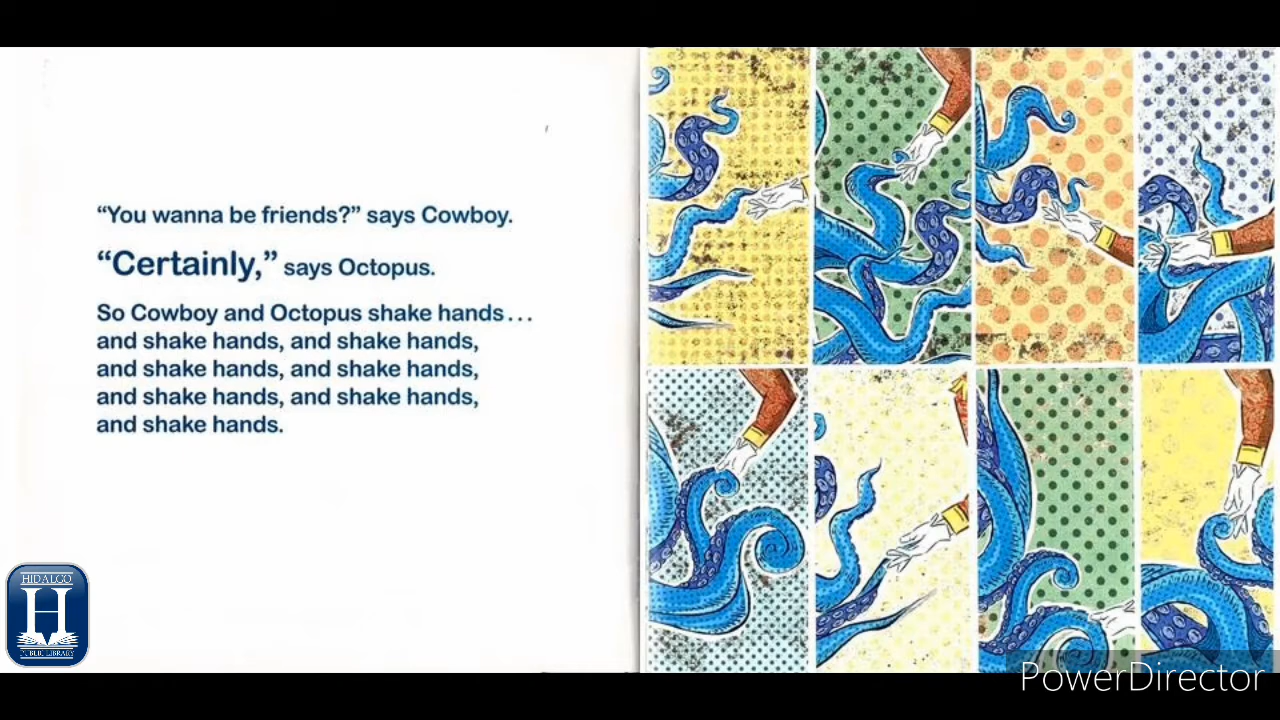 “You wanna be friends?” says Cowboy.
“Certainly,” says Octopus.
So Cowboy and Octopus shake hands...
and shake hands, and shake hands,
and shake hands, and shake hands,
and shake hands, and shake hands,
and shake hands.
HIDALGO
H
PUBLIC LIBRARY
PowerDirector